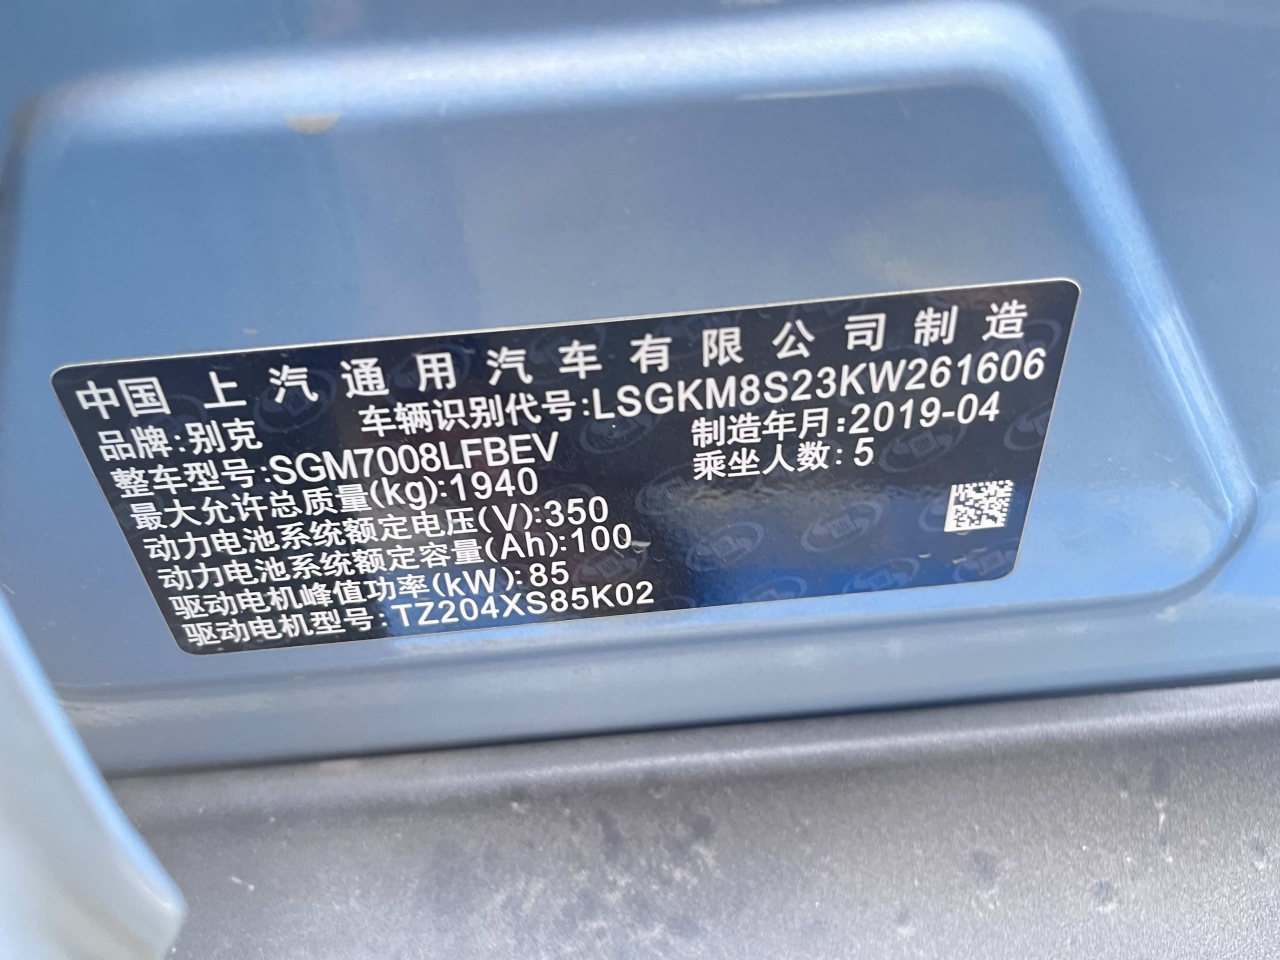 中国 上汽通用汽车有限公司制造
品牌:别克 车辆识别代号:LSGKM8S23KW261606
整车型号:SGM7008LFBEV 制造年月:2019-04
最大允许总质量(kg):1940 乘坐人数:5
动力电池系统额定电压(V):350
动力电池系统额定容量(Ah):100
驱动电机峰值功率(kW):85
驱动电机型号:TZ204XS85K02